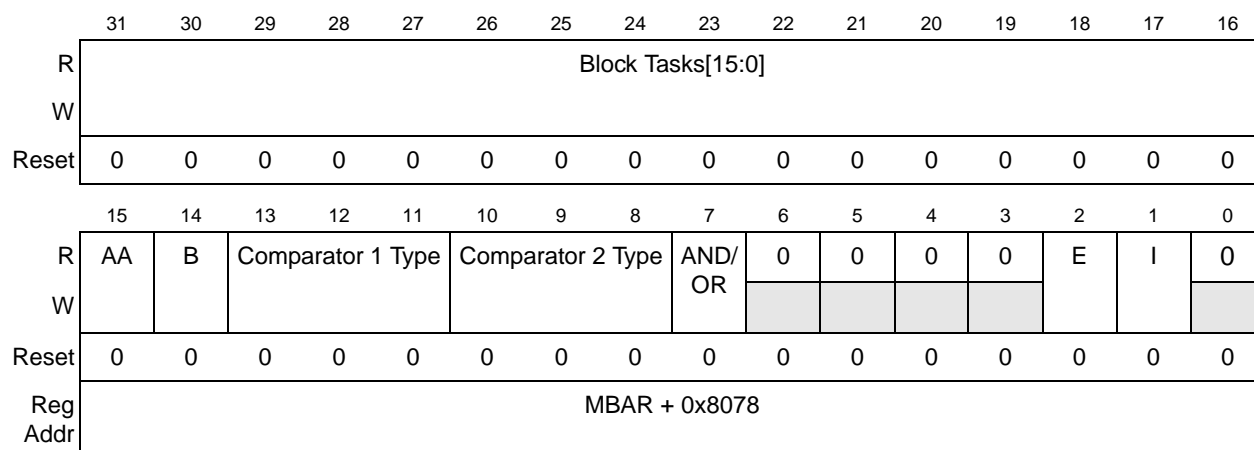 31 30 29 28 27 26 25 24 23 22 21 20 19 18 17 16
R Block Tasks[15:0]
W
Reset 0 0 0 0 0 0 0 0 0 0 0 0 0 0 0 0
15 14 13 12 11 10 9 8 7 6 5 4 3 2 1 0
R AA B Comparator 1 Type Comparator 2 Type AND/ 0 0 0 0 E I 0
OR
W
Reset 0 0 0 0 0 0 0 0 0 0 0 0 0 0 0 0
Reg MBAR + 0x8078
Addr